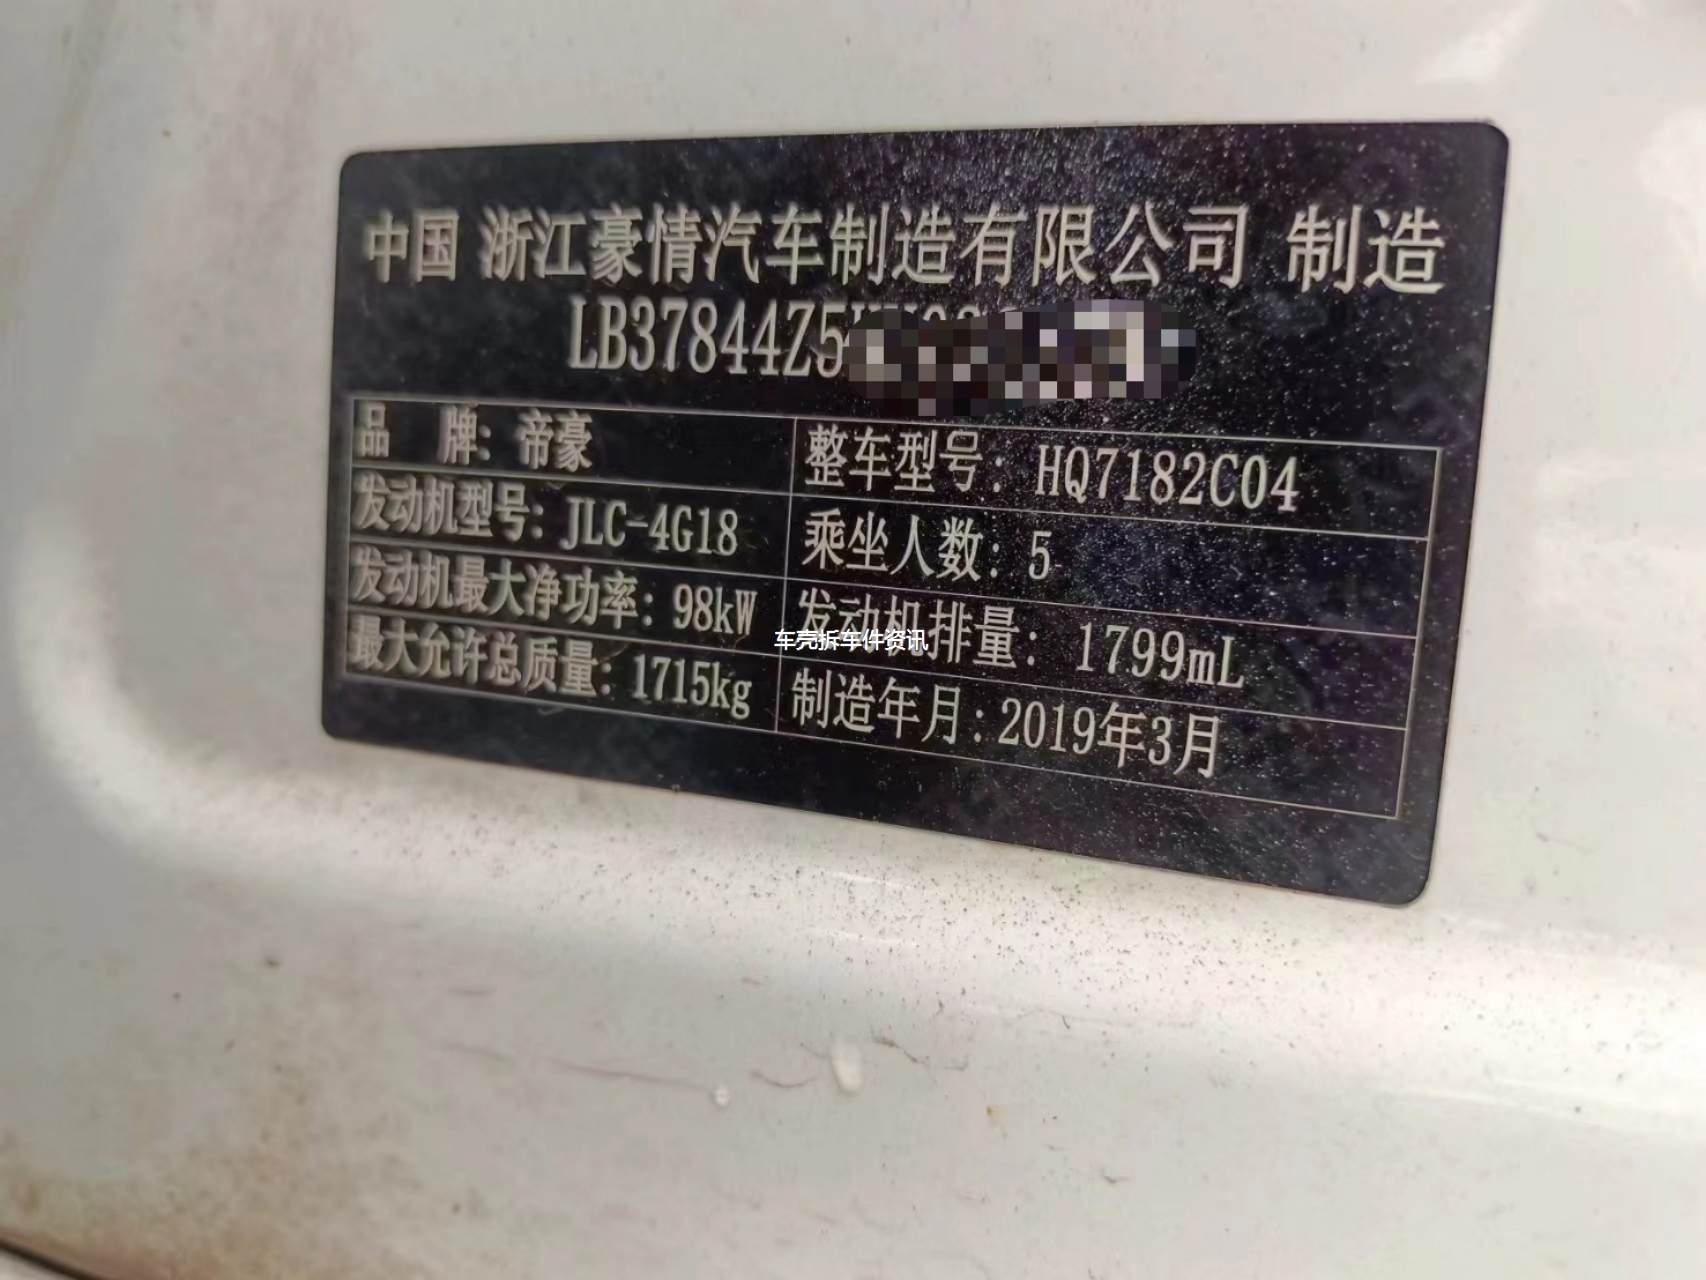 中国 浙江豪情汽车制造有限公司 制造
LB37844Z5
品 牌：帝豪 整车型号：HQ7182C04
发动机型号：JLC-4G18 乘坐人数：5
发动机最大净功率：98kW 发动机排量：1799mL
车壳拆车件资讯
最大允许总质量：1715kg 制造年月：2019年3月